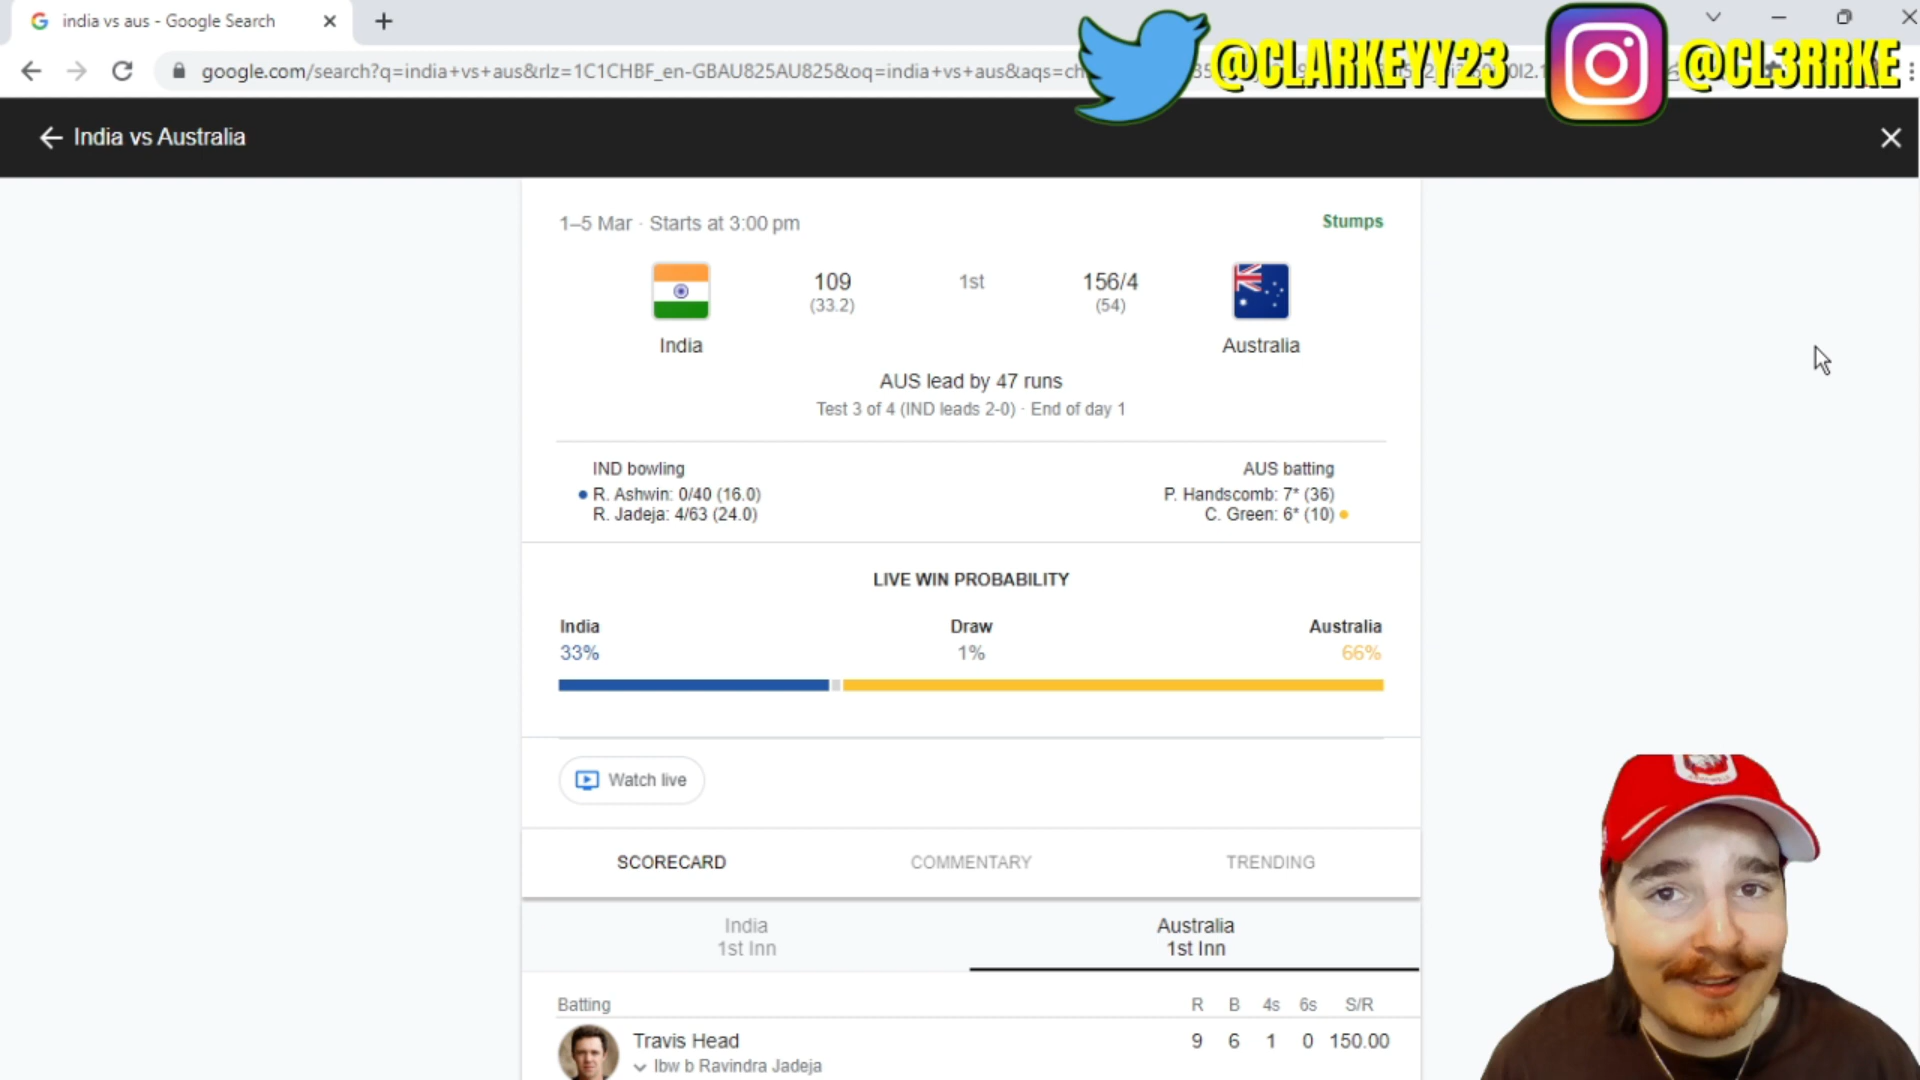 india vs aus - Google Search
@CLARKEYY23
@CL3RRKE
google.com/search?q=india+vs+aus&rlz=1C1CHBF_en-GBAU825AU825&oq=india+vs+aus&aqs=ch
India vs Australia
1–5 Mar · Starts at 3:00 pm
Stumps
109
1st
156/4
(33.2)
(54)
India
Australia
AUS lead by 47 runs
Test 3 of 4 (IND leads 2-0) · End of day 1
IND bowling
AUS batting
R. Ashwin: 0/40 (16.0)
P. Handscomb: 7* (36)
R. Jadeja: 4/63 (24.0)
C. Green: 6* (10)
LIVE WIN PROBABILITY
India
Draw
Australia
33%
1%
66%
Watch live
SCORECARD
COMMENTARY
TRENDING
India
1st Inn
Australia
1st Inn
Batting
R B 4s 6s S/R
Travis Head
9 6 1 0 150.00
lbw b Ravindra Jadeja